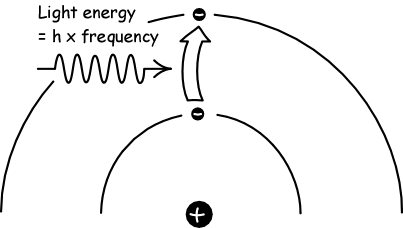 Light energy
= h x frequency
-
-
+